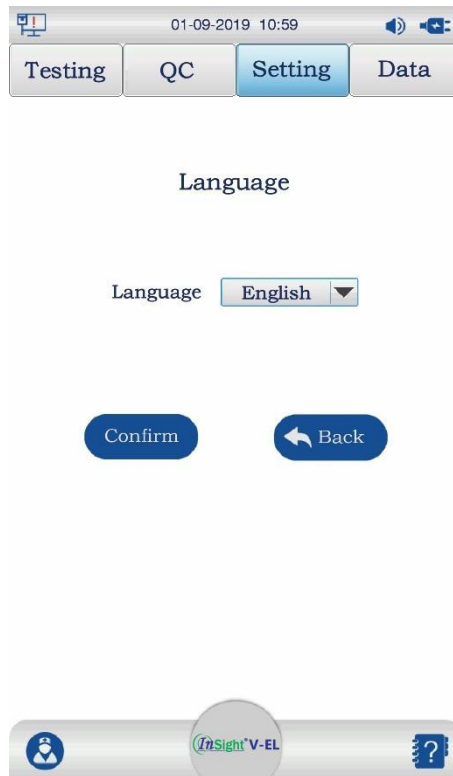 01-09-2019 10:59
Testing QC Setting Data
Language
Language English
Confirm Back
InSight V-EL
?